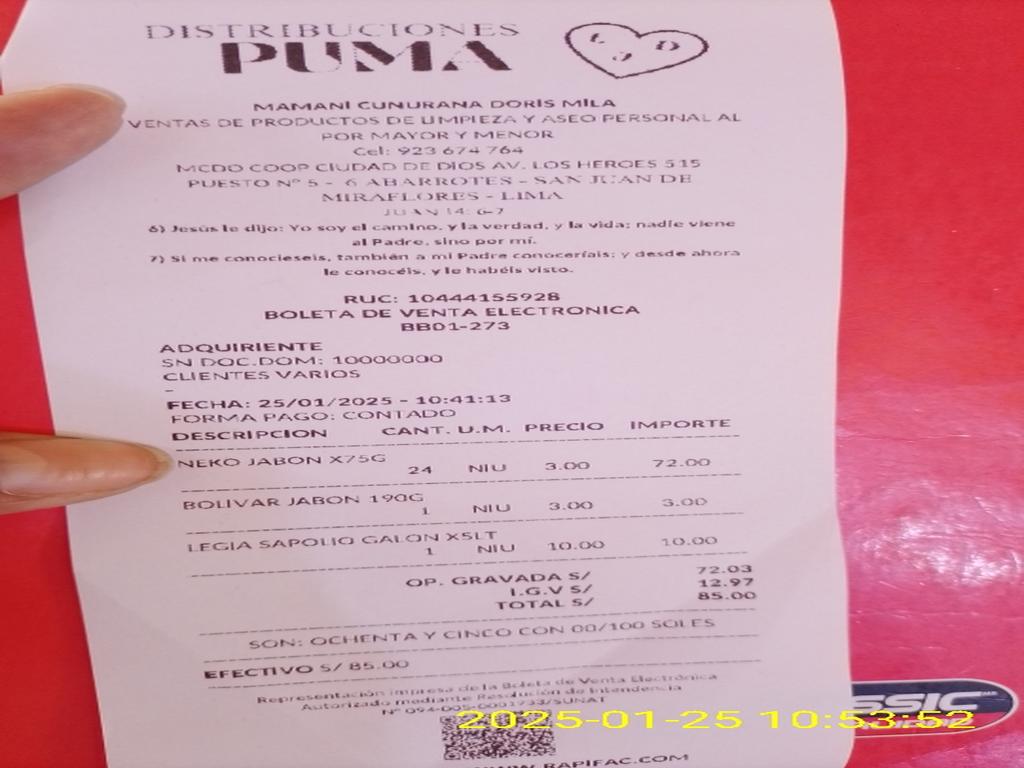 DISTRIBUCIONES
PUMA
MAMANI CUNURANA DORIS MILA
VENTAS DE PRODUCTOS DE LIMPIEZA Y ASEO PERSONAL AL
POR MAYOR Y MENOR
Cel: 923 674 764
MCDO COOP CIUDAD DE DIOS AV. LOS HEROES 515
PUESTO Nº 5 - 6 ABARROTES - SAN JUAN DE
MIRAFLORES - LIMA
JUAN 14: 6-7
6) Jesús le dijo: Yo soy el camino, y la verdad, y la vida; nadie viene
al Padre, sino por mí.
7) Si me conocieseis, también a mi Padre conoceríais; y desde ahora
le conocéis, y le habéis visto.
RUC: 10444155928
BOLETA DE VENTA ELECTRONICA
BB01-273
ADQUIRIENTE
SN DOC.DOM: 10000000
CLIENTES VARIOS
-
FECHA: 25/01/2025 - 10:41:13
FORMA PAGO: CONTADO
DESCRIPCION CANT. U.M. PRECIO IMPORTE
NEKO JABON X75G
24 NIU 3.00 72.00
BOLIVAR JABON 190G
1 NIU 3.00 3.00
LEGIA SAPOLIO GALON X5LT
1 NIU 10.00 10.00
OP. GRAVADA S/ 72.03
I.G.V S/ 12.97
TOTAL S/ 85.00
SON: OCHENTA Y CINCO CON 00/100 SOLES
EFECTIVO S/ 85.00
Representación impresa de la Boleta de Venta Electrónica
Autorizado mediante Resolución de Intendencia
N° 094-005-0001733/SUNAT
2025-01-25 10:53:52
RAPIFAC.COM